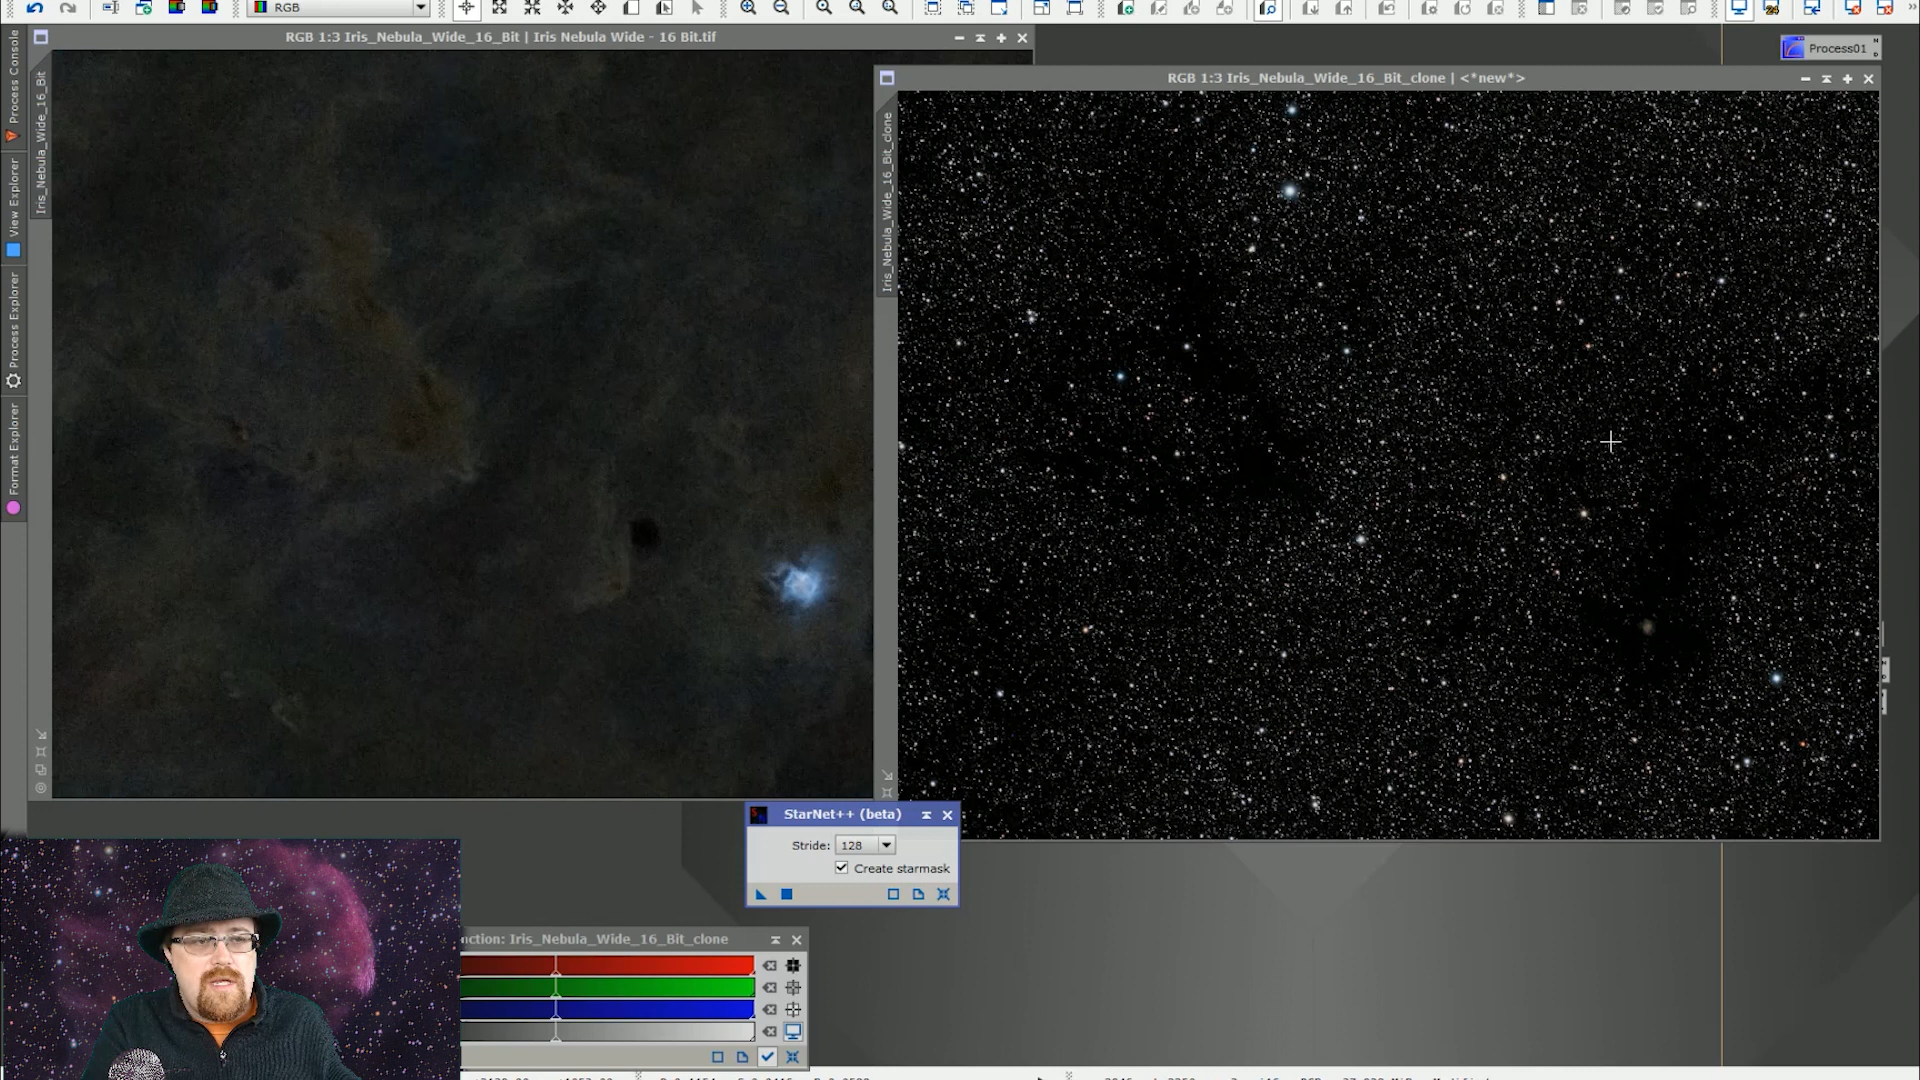 RGB
Process Console
View Explorer
Process Explorer
Format Explorer
RGB 1:3 Iris_Nebula_Wide_16_Bit | Iris Nebula Wide - 16 Bit.tif
Iris_Nebula_Wide_16_Bit
RGB 1:3 Iris_Nebula_Wide_16_Bit_clone | <*new*>
Iris_Nebula_Wide_16_Bit_clone
Process01
StarNet++ (beta)
Stride: 128
Create starmask
nction: Iris_Nebula_Wide_16_Bit_clone